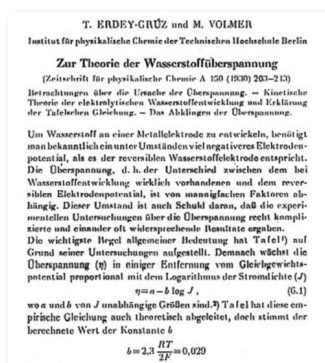 T. ERDEY-GRÚZ und M. VOLMER
Institut für physikalische Chemie der Technischen Hochschule Berlin
Zur Theorie der Wasserstoffüberspannung
(Zeitschrift für physikalische Chemie A 150 (1930) 203—213)
Betrachtungen über die Ursache der Überspannung. — Kinetische
Theorie der elektrolytischen Wasserstoffentwicklung und Erklärung
der Tafelschen Gleichung. — Das Abklingen der Überspannung.
Um Wasserstoff an einer Metallelektrode zu entwickeln, benötigt
man bekanntlich ein unter Umständen viel negativeres Elektroden-
potential, als es der reversiblen Wasserstoffelektrode entspricht.
Die Überspannung, d. h. der Unterschied zwischen dem bei
Wasserstoffentwicklung wirklich vorhandenen und dem rever-
siblen Elektrodenpotential, ist von mannigfachen Faktoren ab-
hängig. Dieser Umstand ist auch Schuld daran, daß die experi-
mentellen Untersuchungen über die Überspannung recht kompli-
zierte und einander oft widersprechende Resultate ergaben.
Die wichtigste Regel allgemeiner Bedeutung hat Tafel¹) auf
Grund seiner Untersuchungen aufgestellt. Demnach wächst die
Überspannung (η) in einiger Entfernung vom Gleichgewichts-
potential proportional mit dem Logarithmus der Stromdichte (J)
η=a−b log J , (G.1)
wo a und b von J unabhängige Größen sind.²) Tafel hat diese em-
pirische Gleichung auch theoretisch abgeleitet, doch stimmt der
berechnete Wert der Konstante b
b=2,3 RT/2F=0,029